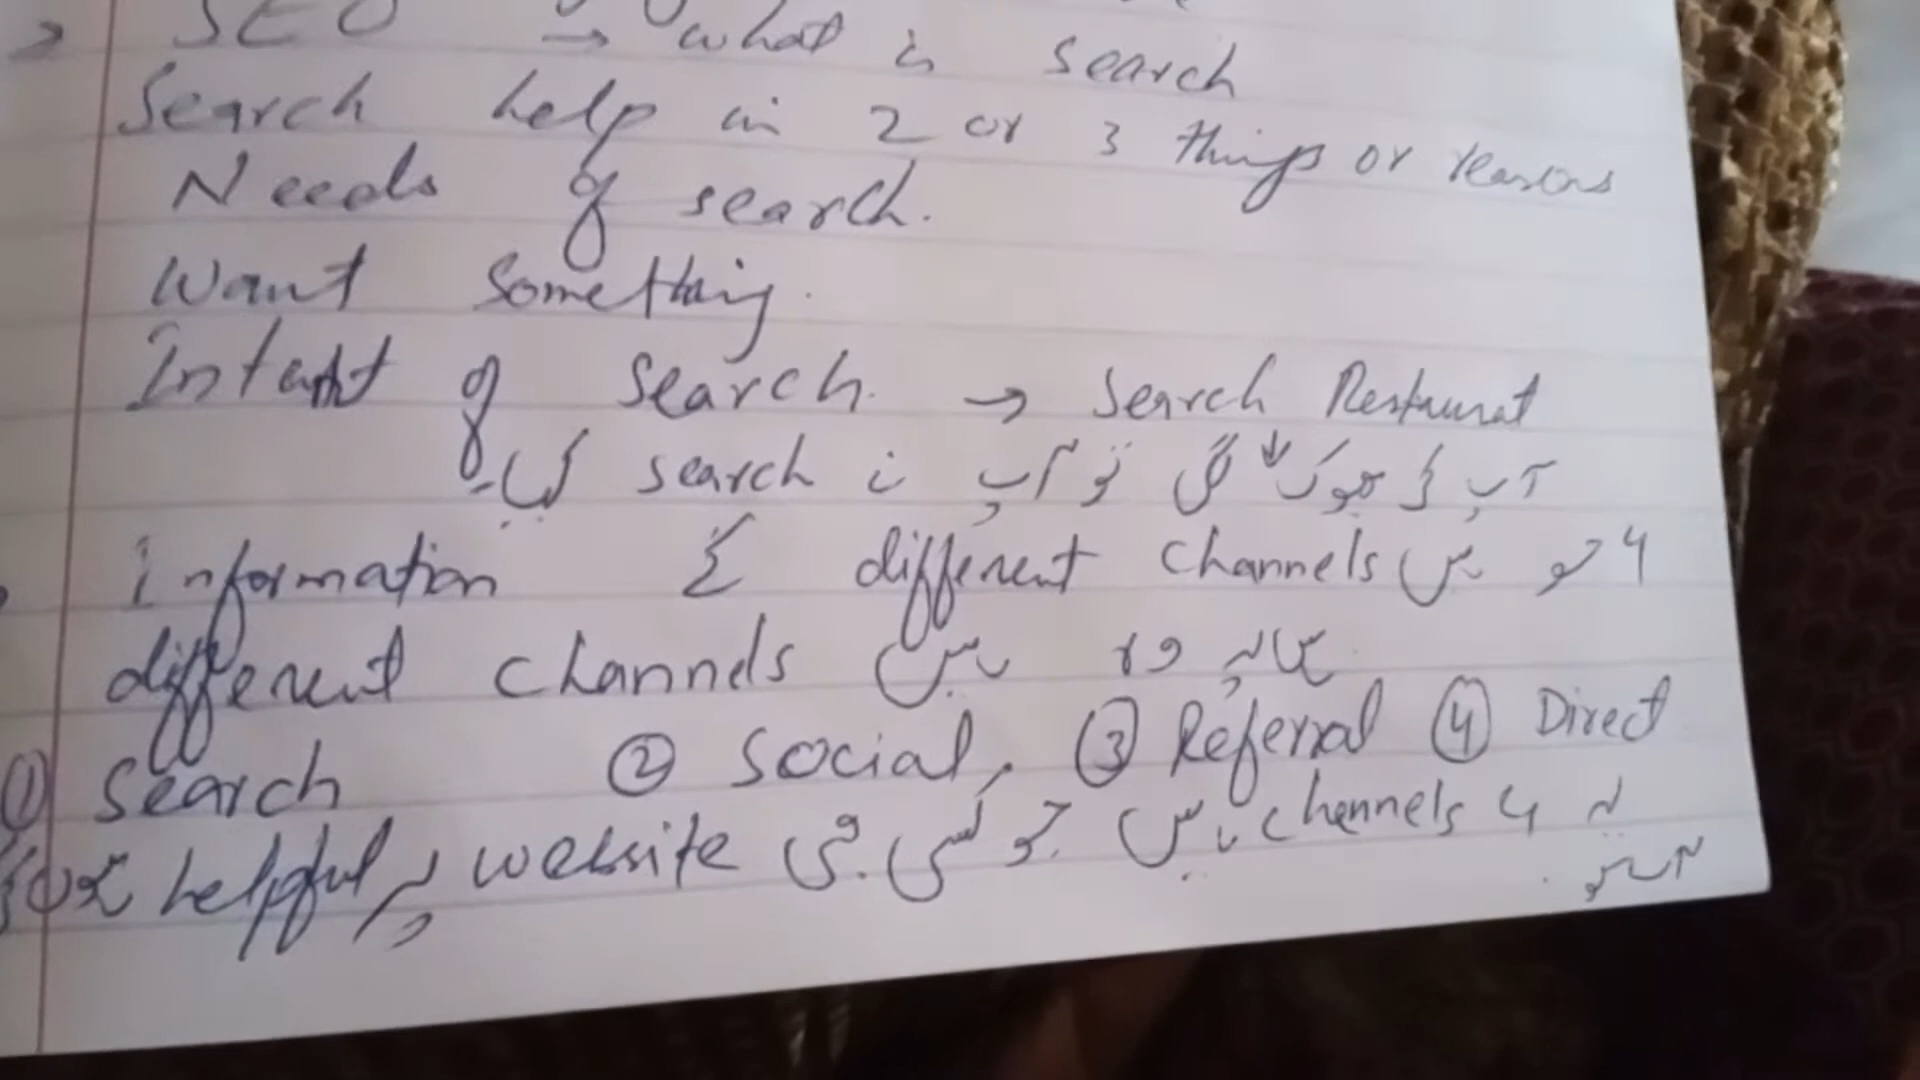 SEO → what is search
Search help in 2 or 3 things or reasons
Needs of search.
Want something.
Intent of search. → Search Restaurat
آپ کو بھوک لگی تو آپ i search کیا۔
information کے different channels ہیں جو 4
different channels ہیں
① Search ② Social, ③ Referral ④ Direct
یہ 4 channels ہیں جو کسی بھی website
helpful